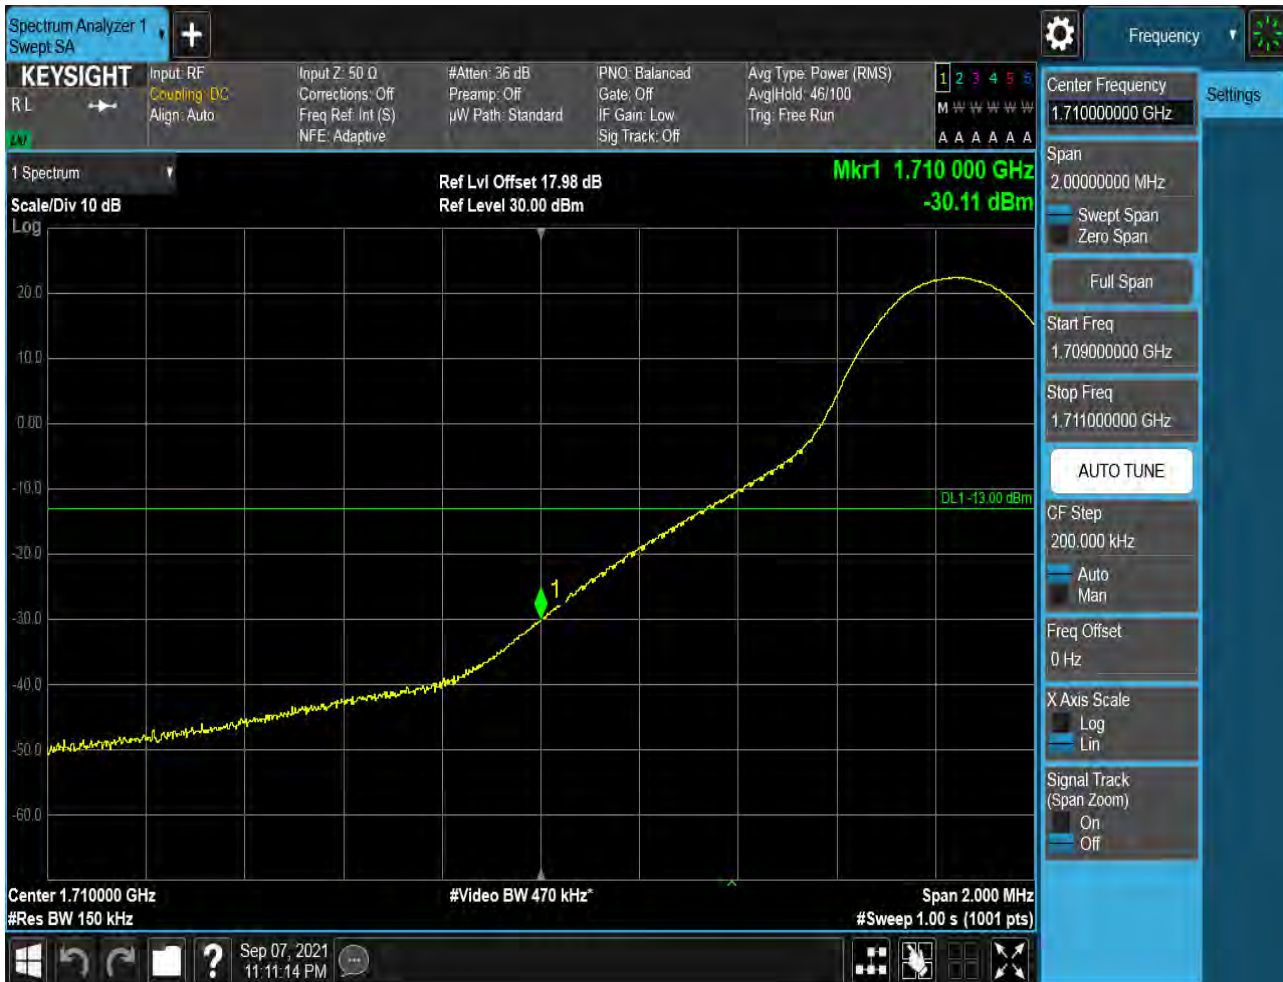 Spectrum Analyzer 1
Swept SA
Frequency
KEYSIGHT
R L
LXI
Input: RF
Coupling: DC
Align: Auto
Input Z: 50 Ω
Corrections: Off
Freq Ref: Int (S)
NFE: Adaptive
#Atten: 36 dB
Preamp: Off
µW Path: Standard
PNO: Balanced
Gate: Off
IF Gain: Low
Sig Track: Off
Avg Type: Power (RMS)
Avg|Hold: 46/100
Trig: Free Run
1 2 3 4 5 6
M W W W W W
A A A A A A
1 Spectrum
Scale/Div 10 dB
Log
Ref Lvl Offset 17.98 dB
Ref Level 30.00 dBm
Mkr1 1.710 000 GHz
-30.11 dBm
20.0
10.0
0.00
-10.0
-20.0
-30.0
-40.0
-50.0
-60.0
DL1 -13.00 dBm
1
Center 1.710000 GHz
#Res BW 150 kHz
#Video BW 470 kHz*
Span 2.000 MHz
#Sweep 1.00 s (1001 pts)
Center Frequency
1.710000000 GHz
Settings
Span
2.00000000 MHz
Swept Span
Zero Span
Full Span
Start Freq
1.709000000 GHz
Stop Freq
1.711000000 GHz
AUTO TUNE
CF Step
200.000 kHz
Auto
Man
Freq Offset
0 Hz
X Axis Scale
Log
Lin
Signal Track
(Span Zoom)
On
Off
?
Sep 07, 2021
11:11:14 PM